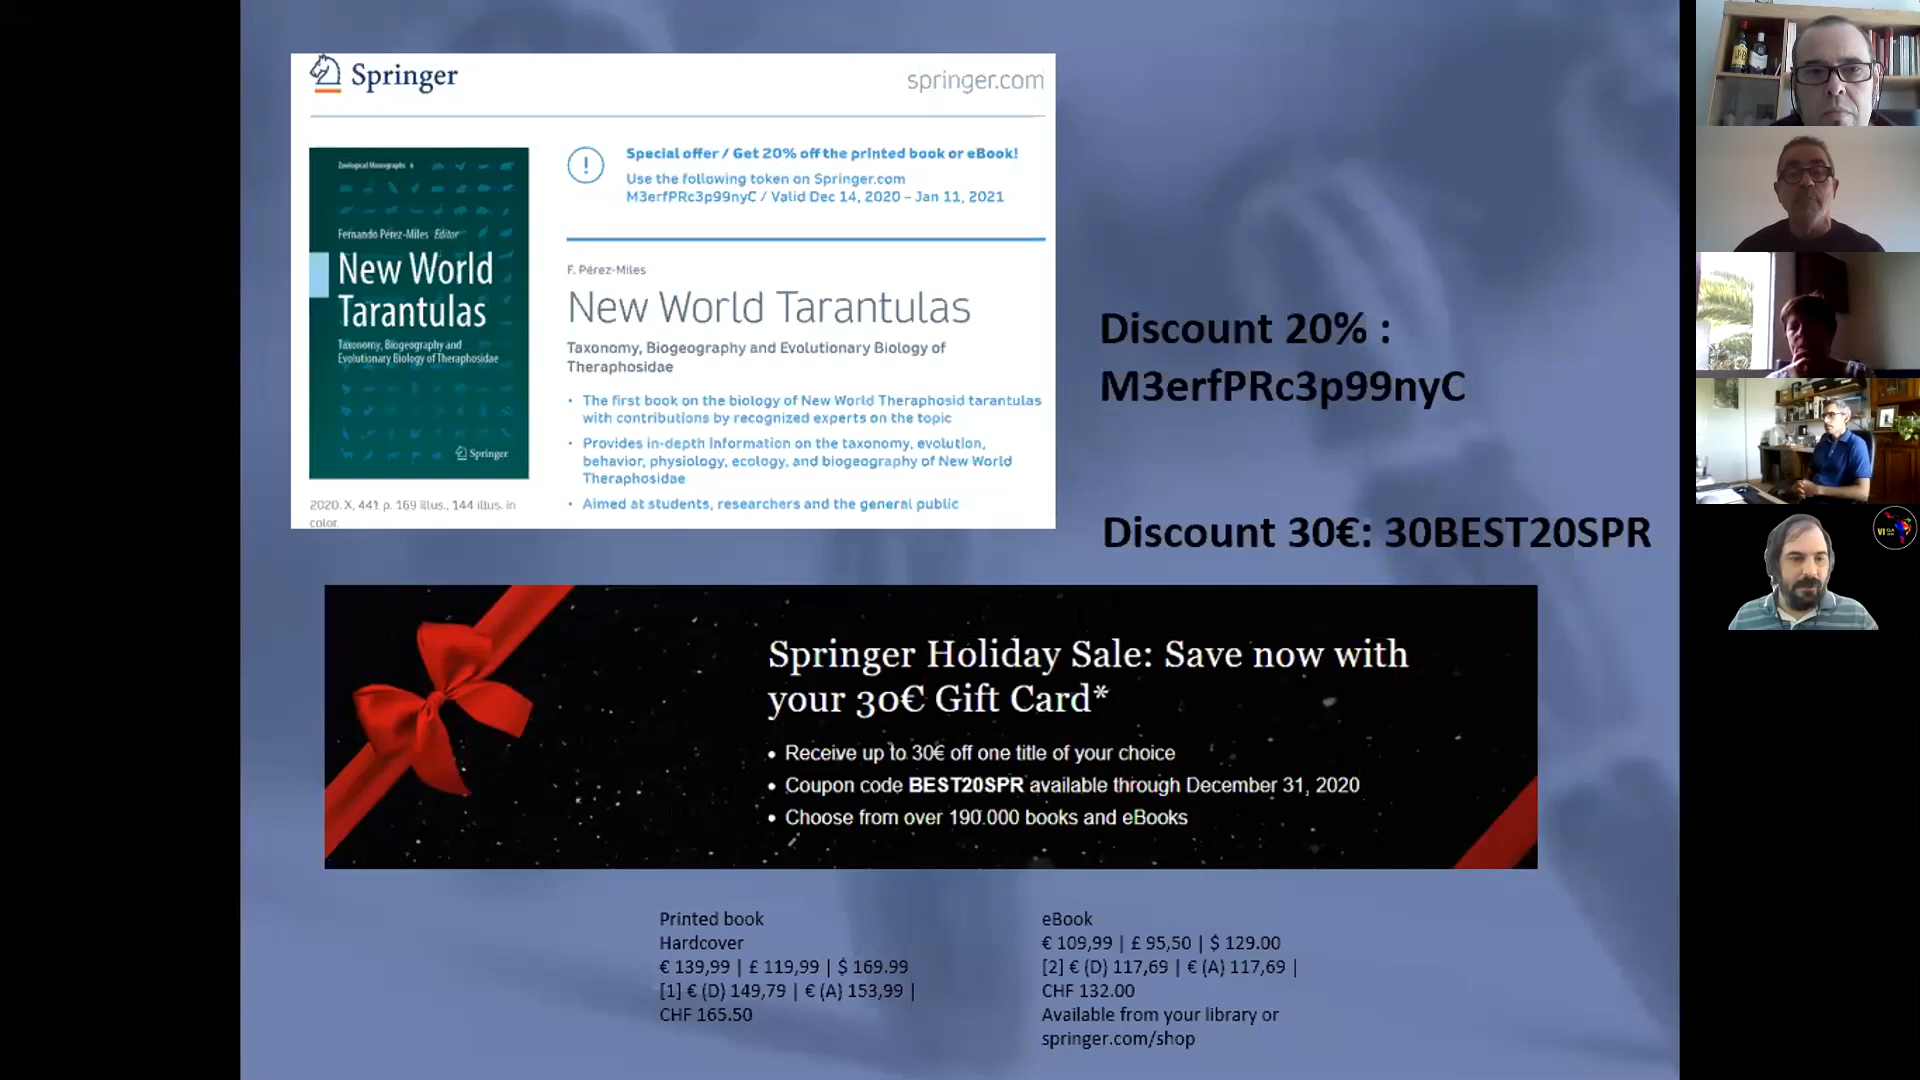 Springer
springer.com
Zoological Monographs 6
Fernando Pérez-Miles Editor
New World
Tarantulas
Taxonomy, Biogeography and
Evolutionary Biology of Theraphosidae
Springer
2020. X, 441 p. 169 illus., 144 illus. in
color.
Special offer / Get 20% off the printed book or eBook!
Use the following token on Springer.com
M3erfPRc3p99nyC / Valid Dec 14, 2020 – Jan 11, 2021
F. Pérez-Miles
New World Tarantulas
Taxonomy, Biogeography and Evolutionary Biology of
Theraphosidae
• The first book on the biology of New World Theraphosid tarantulas
with contributions by recognized experts on the topic
• Provides in-depth information on the taxonomy, evolution,
behavior, physiology, ecology, and biogeography of New World
Theraphosidae
• Aimed at students, researchers and the general public
Discount 20% :
M3erfPRc3p99nyC
Discount 30€: 30BEST20SPR
Springer Holiday Sale: Save now with
your 30€ Gift Card*
• Receive up to 30€ off one title of your choice
• Coupon code BEST20SPR available through December 31, 2020
• Choose from over 190.000 books and eBooks
Printed book
Hardcover
€ 139,99 | £ 119,99 | $ 169.99
[1] € (D) 149,79 | € (A) 153,99 |
CHF 165.50
eBook
€ 109,99 | £ 95,50 | $ 129.00
[2] € (D) 117,69 | € (A) 117,69 |
CHF 132.00
Available from your library or
springer.com/shop
VI